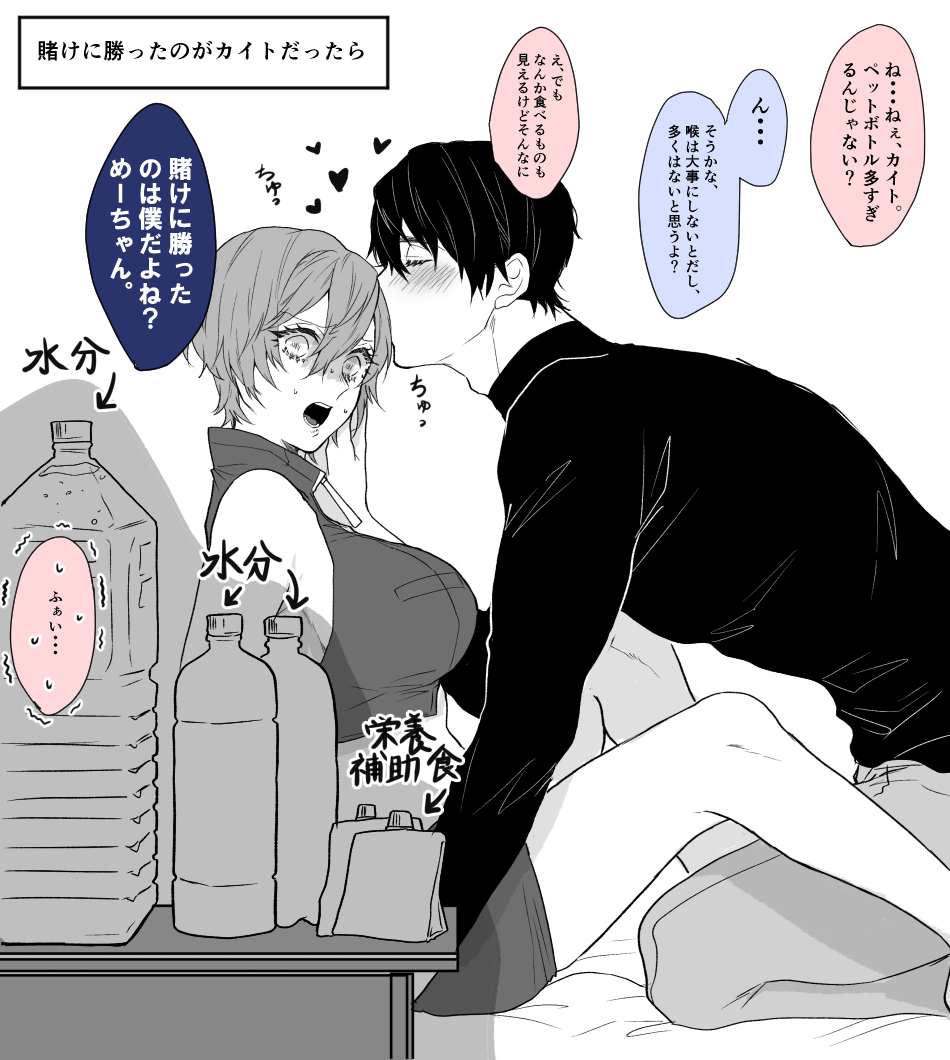 賭けに勝ったのがカイトだったら
ね・・・ねぇ、カイト。
ペットボトル多すぎ
るんじゃない？
ん・・・
そうかな、
喉は大事にしないとだし、
多くはないと思うよ？
え、でも
なんか食べるものも
見えるけどそんなに
賭けに勝った
のは僕だよね？
めーちゃん。
ふぁい・・・
ちゅっ
ちゅっ
水分
水分
栄養
補助食